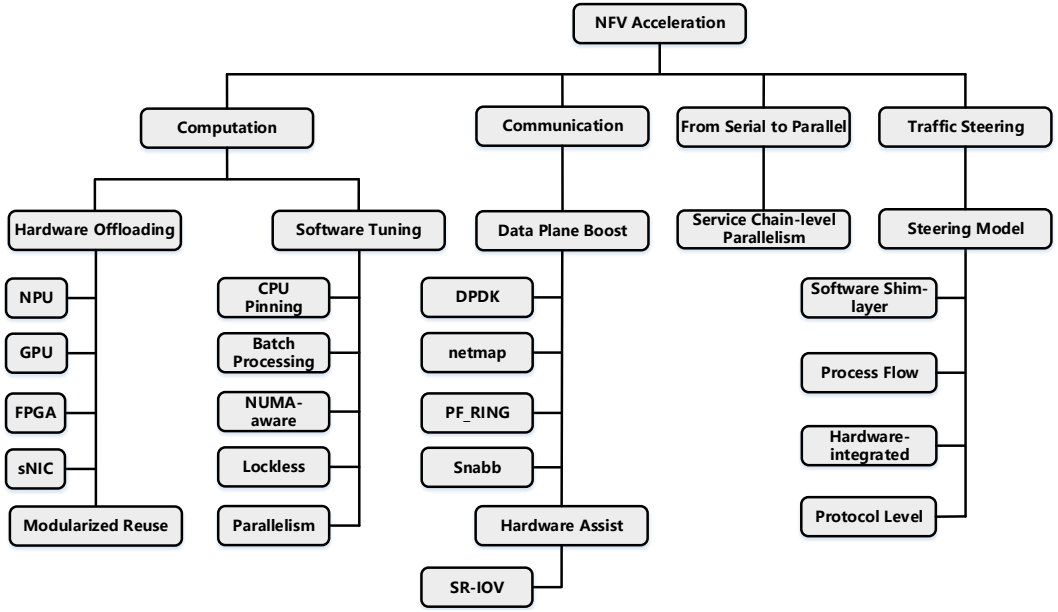 NFV Acceleration
Computation
Communication
From Serial to Parallel
Traffic Steering
Hardware Offloading
Software Tuning
Data Plane Boost
Service Chain-level
Parallelism
Steering Model
NPU
GPU
FPGA
sNIC
Modularized Reuse
CPU
Pinning
Batch
Processing
NUMA-
aware
Lockless
Parallelism
DPDK
netmap
PF_RING
Snabb
Hardware Assist
SR-IOV
Software Shim-
layer
Process Flow
Hardware-
integrated
Protocol Level